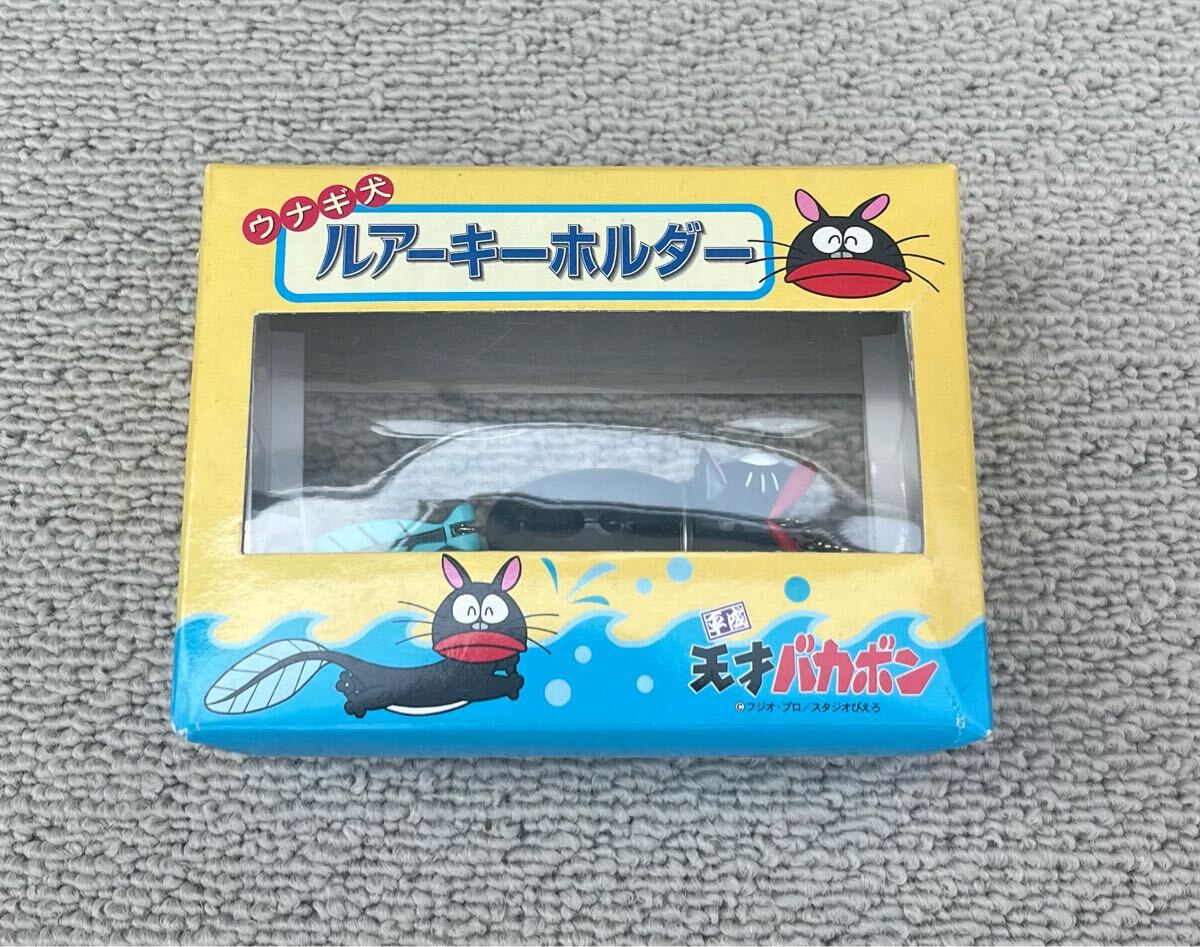 ウナギ犬
ルアーキーホルダー
平成
天才バカボン
©フジオ・プロ/スタジオぴえろ